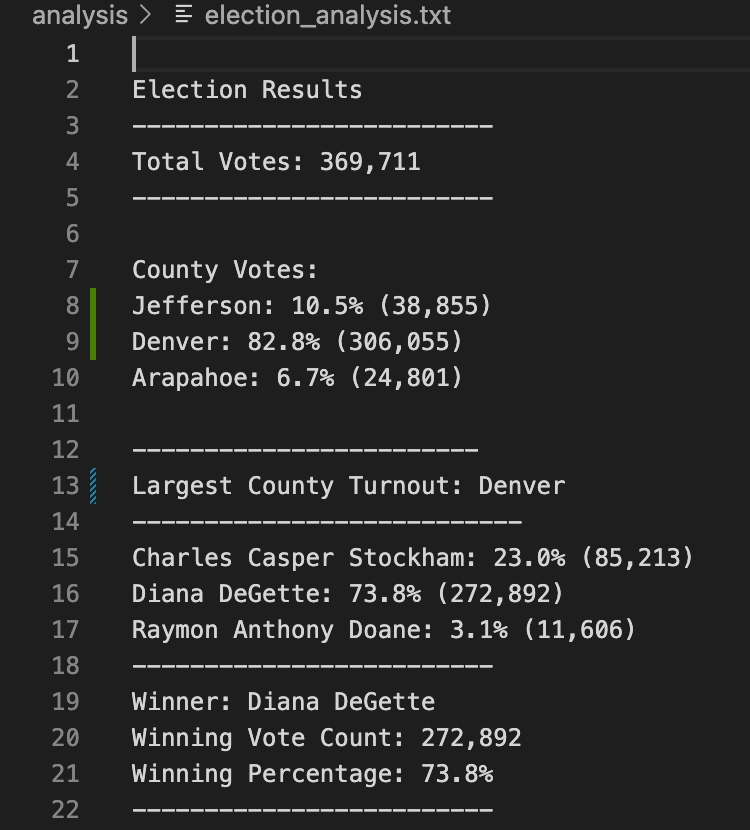 analysis > election_analysis.txt
1
2 Election Results
3 -------------------------
4 Total Votes: 369,711
5 -------------------------
6
7 County Votes:
8 Jefferson: 10.5% (38,855)
9 Denver: 82.8% (306,055)
10 Arapahoe: 6.7% (24,801)
11
12 ------------------------
13 Largest County Turnout: Denver
14 ---------------------------
15 Charles Casper Stockham: 23.0% (85,213)
16 Diana DeGette: 73.8% (272,892)
17 Raymon Anthony Doane: 3.1% (11,606)
18 -------------------------
19 Winner: Diana DeGette
20 Winning Vote Count: 272,892
21 Winning Percentage: 73.8%
22 -------------------------